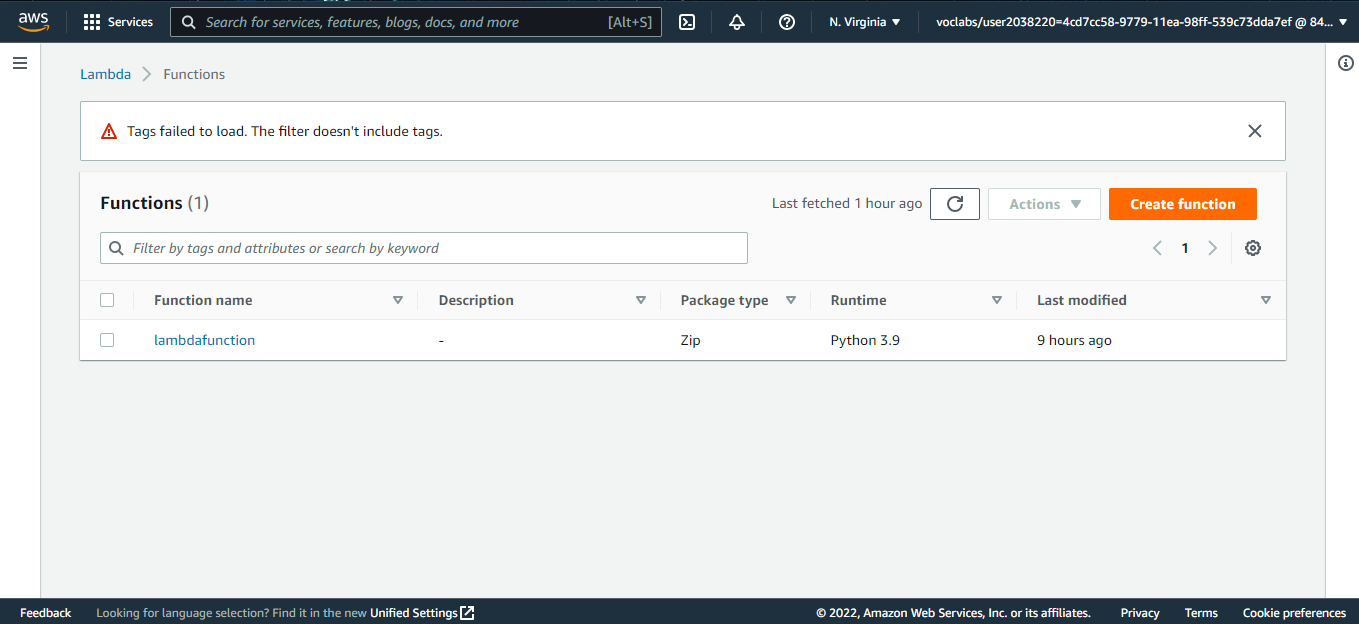 aws Services Search for services, features, blogs, docs, and more [Alt+S] N. Virginia voclabs/user2038220=4cd7cc58-9779-11ea-98ff-539c73dda7ef @ 84...
Lambda Functions
Tags failed to load. The filter doesn't include tags.
Functions (1) Last fetched 1 hour ago Actions Create function
Filter by tags and attributes or search by keyword 1
Function name Description Package type Runtime Last modified
lambdafunction - Zip Python 3.9 9 hours ago
Feedback Looking for language selection? Find it in the new Unified Settings © 2022, Amazon Web Services, Inc. or its affiliates. Privacy Terms Cookie preferences